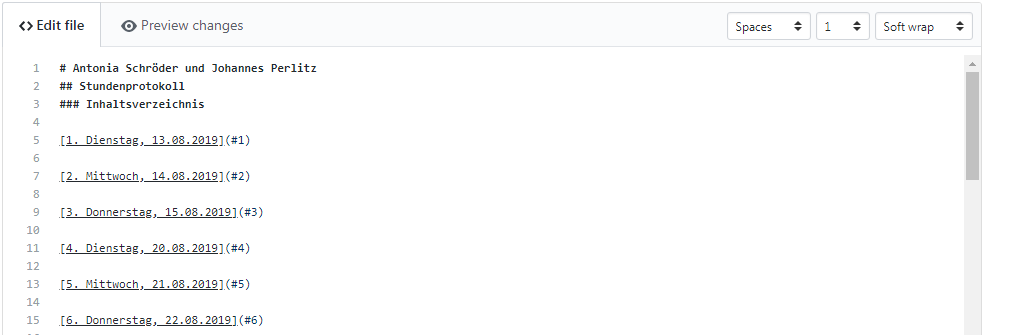 <> Edit file Preview changes Spaces 1 Soft wrap
1 # Antonia Schröder und Johannes Perlitz
2 ## Stundenprotokoll
3 ### Inhaltsverzeichnis
4
5 [1. Dienstag, 13.08.2019](#1)
6
7 [2. Mittwoch, 14.08.2019](#2)
8
9 [3. Donnerstag, 15.08.2019](#3)
10
11 [4. Dienstag, 20.08.2019](#4)
12
13 [5. Mittwoch, 21.08.2019](#5)
14
15 [6. Donnerstag, 22.08.2019](#6)